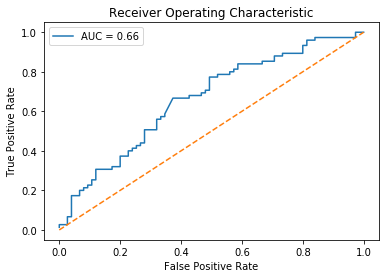 Receiver Operating Characteristic
AUC = 0.66
True Positive Rate
1.0
0.8
0.6
0.4
0.2
0.0
0.0 0.2 0.4 0.6 0.8 1.0
False Positive Rate